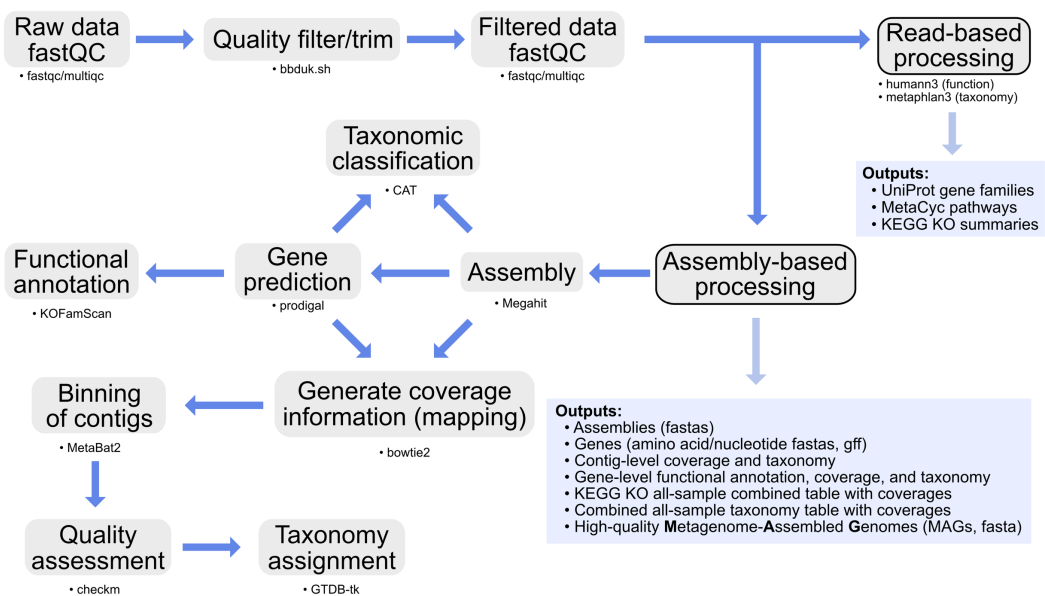 Raw data
fastQC
• fastqc/multiqc
Quality filter/trim
• bbduk.sh
Filtered data
fastQC
• fastqc/multiqc
Read-based
processing
• humann3 (function)
• metaphlan3 (taxonomy)
Outputs:
• UniProt gene families
• MetaCyc pathways
• KEGG KO summaries
Taxonomic
classification
• CAT
Functional
annotation
• KOFamScan
Gene
prediction
• prodigal
Assembly
• Megahit
Assembly-based
processing
Binning
of contigs
• MetaBat2
Generate coverage
information (mapping)
• bowtie2
Outputs:
• Assemblies (fastas)
• Genes (amino acid/nucleotide fastas, gff)
• Contig-level coverage and taxonomy
• Gene-level functional annotation, coverage, and taxonomy
• KEGG KO all-sample combined table with coverages
• Combined all-sample taxonomy table with coverages
• High-quality Metagenome-Assembled Genomes (MAGs, fasta)
Quality
assessment
• checkm
Taxonomy
assignment
• GTDB-tk